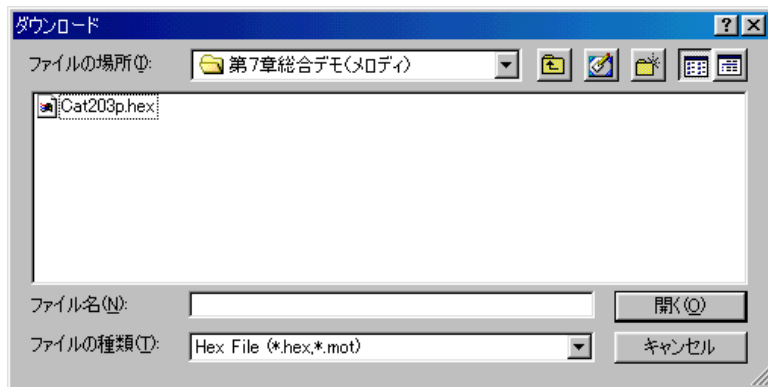 ダウンロード
ファイルの場所(I): 第7章総合デモ(メロディ)
Cat203p.hex
ファイル名(N): 開く(O)
ファイルの種類(T): Hex File (*.hex,*.mot) キャンセル